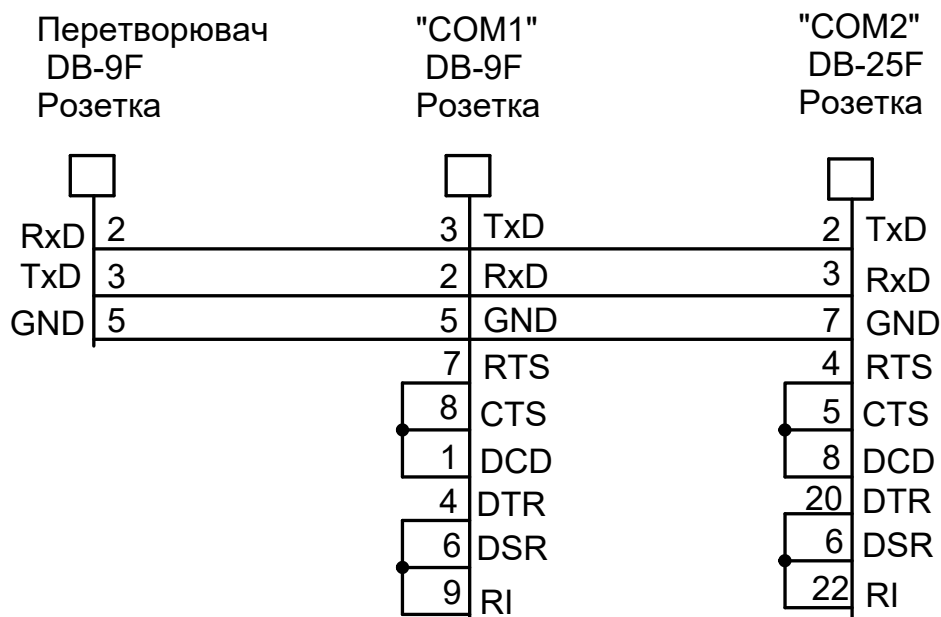 Перетворювач "COM1" "COM2"
DB-9F DB-9F DB-25F
Розетка Розетка Розетка
RxD 2 3 TxD 2 TxD
TxD 3 2 RxD 3 RxD
GND 5 5 GND 7 GND
7 RTS 4 RTS
8 CTS 5 CTS
1 DCD 8 DCD
4 DTR 20 DTR
6 DSR 6 DSR
9 RI 22 RI